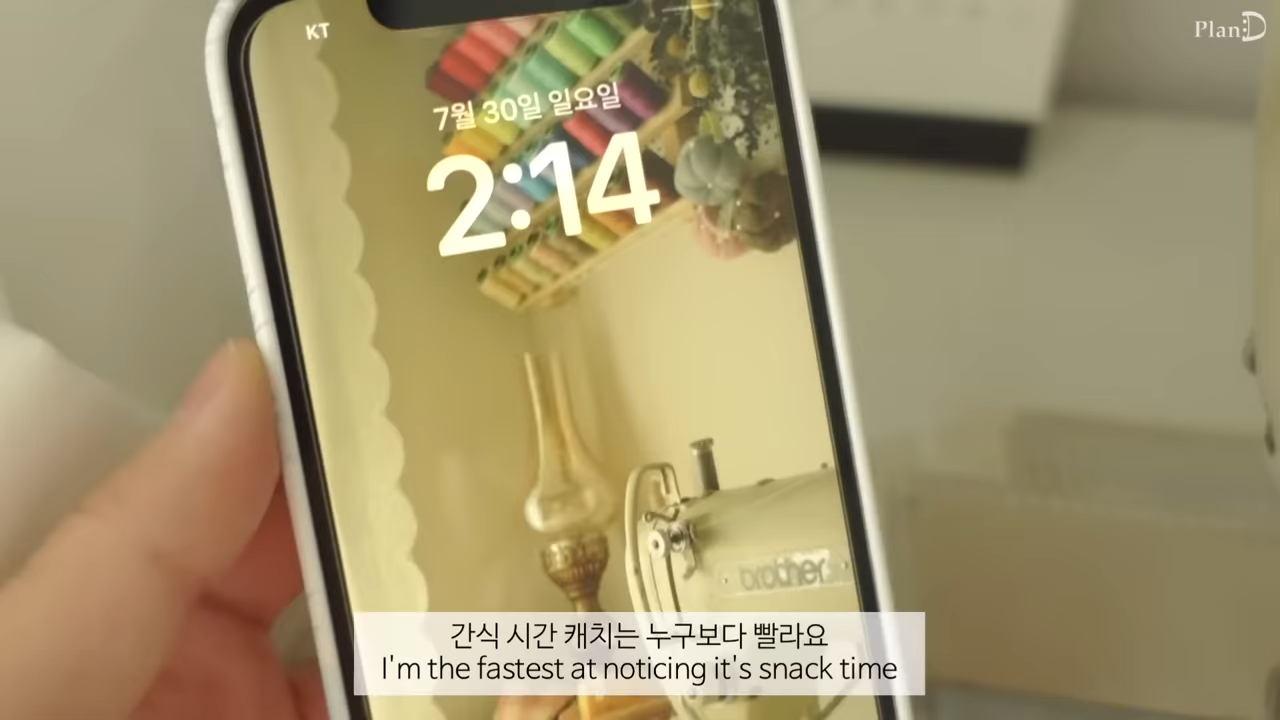 Plan:D
KT
7월 30일 일요일
2:14
brother
간식 시간 캐치는 누구보다 빨라요
I'm the fastest at noticing it's snack time